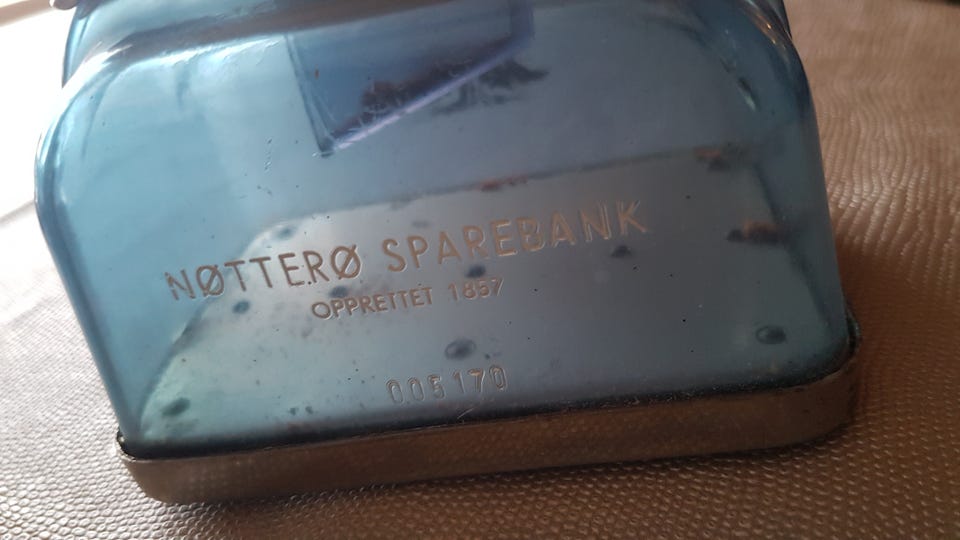 NØTTERØ SPAREBANK
OPPRETTET 1857
005170